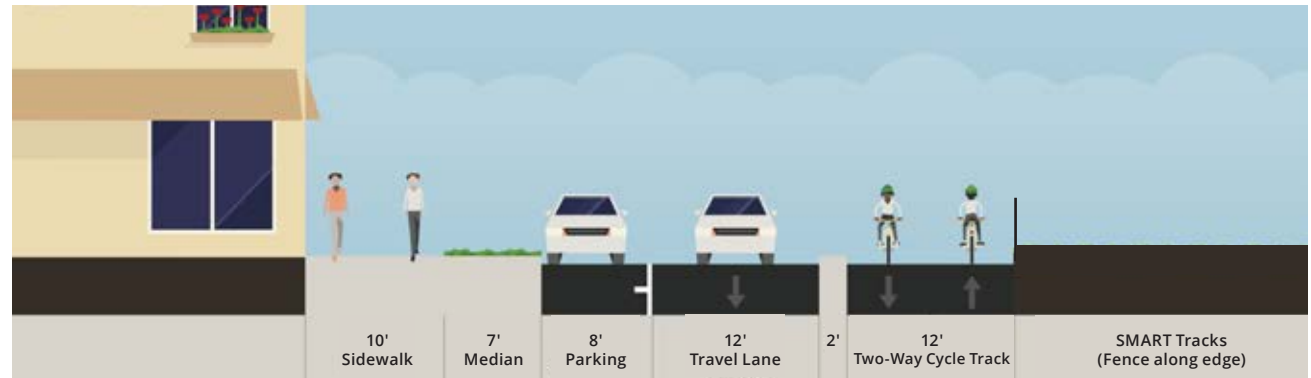 10'
Sidewalk
7'
Median
8'
Parking
12'
Travel Lane
2'
12'
Two-Way Cycle Track
SMART Tracks
(Fence along edge)